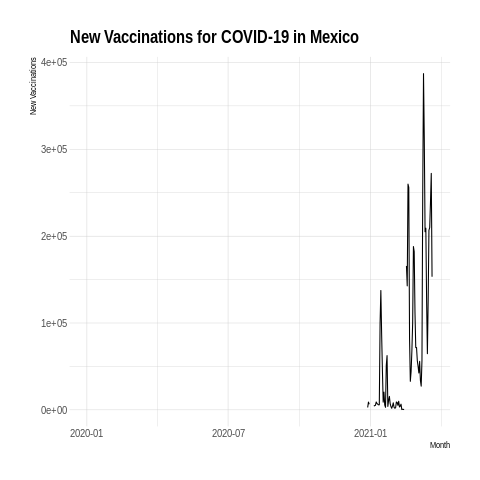 New Vaccinations for COVID-19 in Mexico
New Vaccinations
4e+05
3e+05
2e+05
1e+05
0e+00
2020-01 2020-07 2021-01
Month